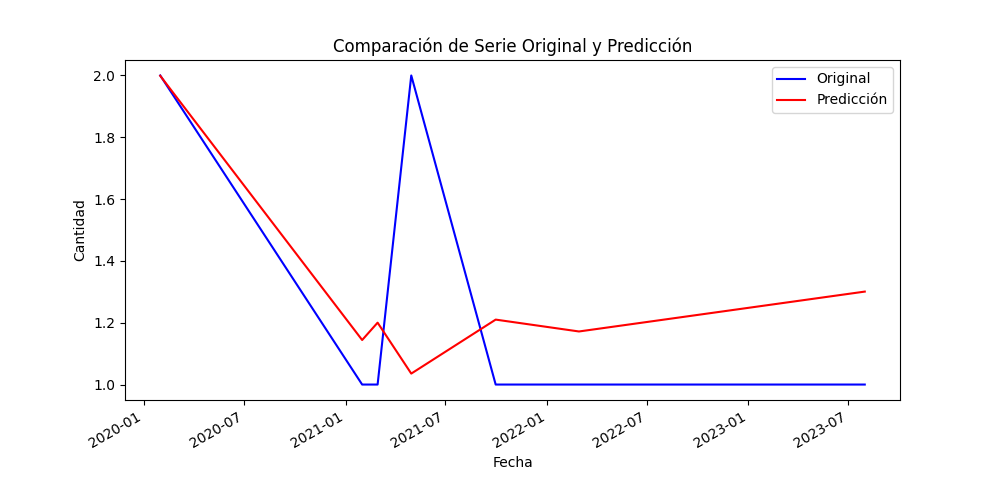 Comparación de Serie Original y Predicción
Original
Predicción
Cantidad
2.0
1.8
1.6
1.4
1.2
1.0
2020-01
2020-07
2021-01
2021-07
2022-01
2022-07
2023-01
2023-07
Fecha